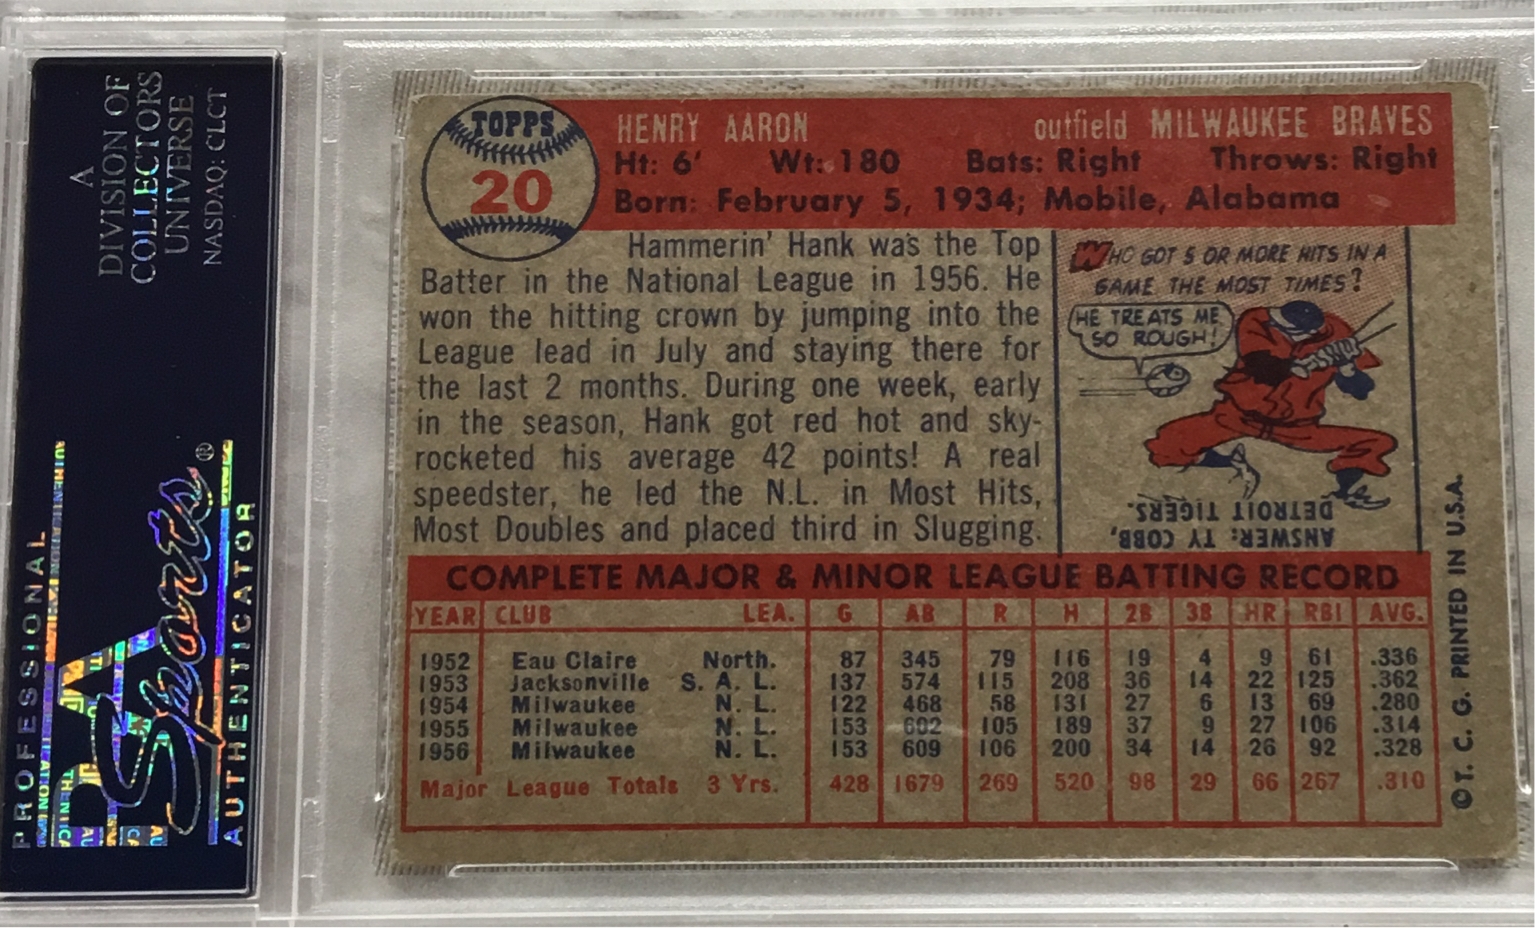 A
DIVISION OF
COLLECTORS
UNIVERSE
NASDAQ: CLCT
PROFESSIONAL
PSA
Sports®
AUTHENTICATOR
TOPPS
20
HENRY AARON outfield MILWAUKEE BRAVES
Ht: 6' Wt: 180 Bats: Right Throws: Right
Born: February 5, 1934; Mobile, Alabama
Hammerin' Hank was the Top
Batter in the National League in 1956. He
won the hitting crown by jumping into the
League lead in July and staying there for
the last 2 months. During one week, early
in the season, Hank got red hot and sky-
rocketed his average 42 points! A real
speedster, he led the N.L. in Most Hits,
Most Doubles and placed third in Slugging.
WHO GOT 5 OR MORE HITS IN A
GAME THE MOST TIMES?
HE TREATS ME
SO ROUGH!
ANSWER: TY COBB,
DETROIT TIGERS.
COMPLETE MAJOR & MINOR LEAGUE BATTING RECORD
YEAR CLUB LEA. G AB R H 2B 3B HR RBI AVG.
1952 Eau Claire North. 87 345 79 116 19 4 9 61 .336
1953 Jacksonville S. A. L. 137 574 115 208 36 14 22 125 .362
1954 Milwaukee N. L. 122 468 58 131 27 6 13 69 .280
1955 Milwaukee N. L. 153 602 105 189 37 9 27 106 .314
1956 Milwaukee N. L. 153 609 106 200 34 14 26 92 .328
Major League Totals 3 Yrs. 428 1679 269 520 98 29 66 267 .310
© T. C. G. PRINTED IN U.S.A.